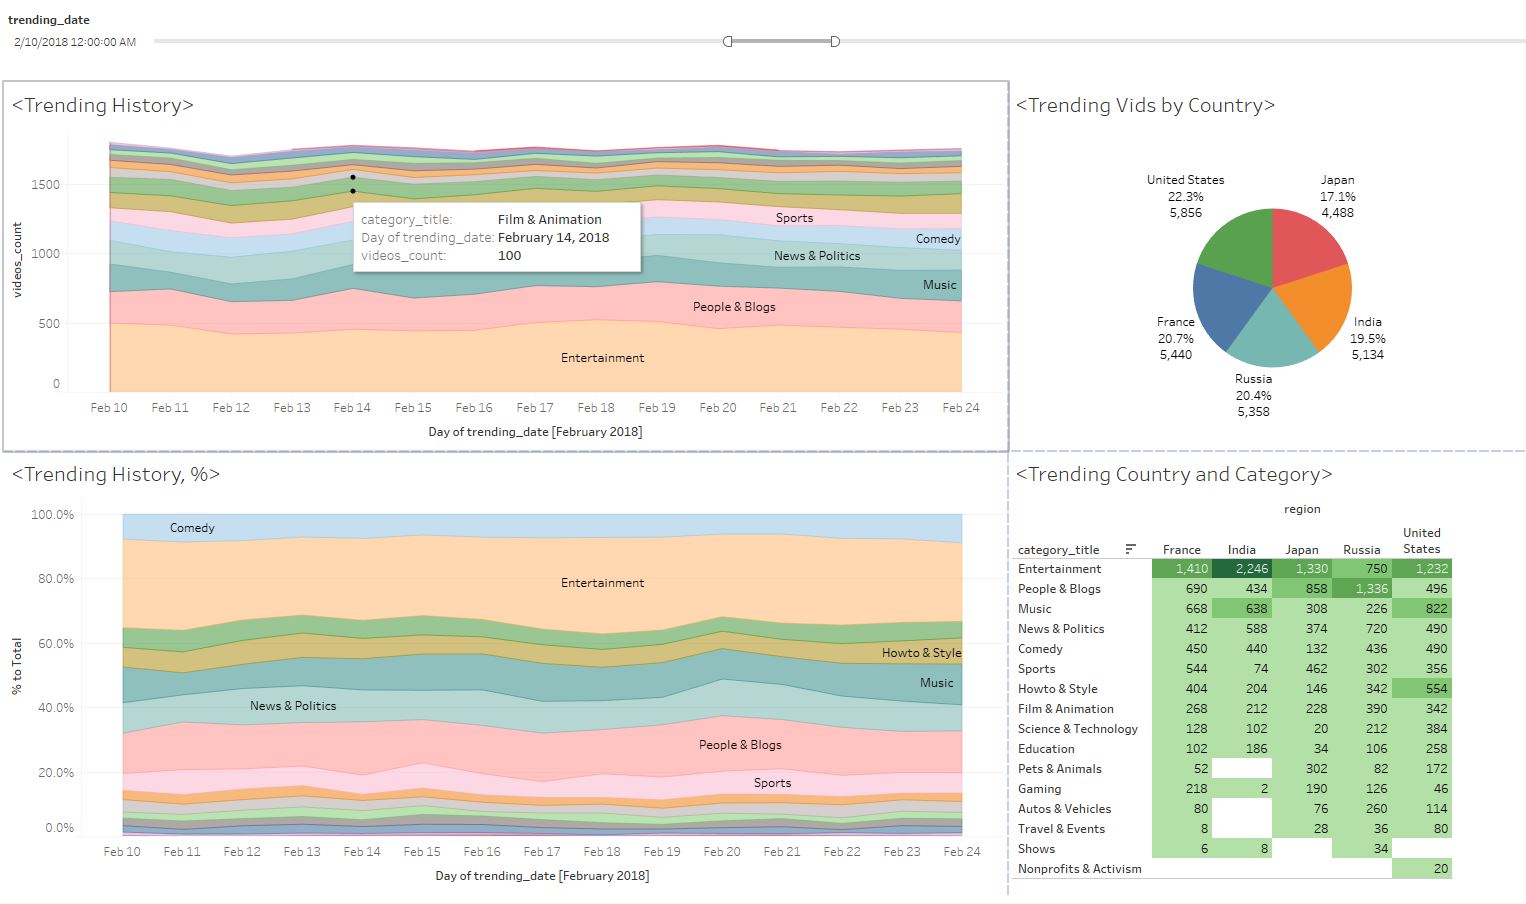 trending_date
2/10/2018 12:00:00 AM
<Trending History>
videos_count
1500
1000
500
0
category_title: Film & Animation
Day of trending_date: February 14, 2018
videos_count: 100
Sports
Comedy
News & Politics
Music
People & Blogs
Entertainment
Feb 10 Feb 11 Feb 12 Feb 13 Feb 14 Feb 15 Feb 16 Feb 17 Feb 18 Feb 19 Feb 20 Feb 21 Feb 22 Feb 23 Feb 24
Day of trending_date [February 2018]
<Trending Vids by Country>
United States
22.3%
5,856
Japan
17.1%
4,488
France
20.7%
5,440
India
19.5%
5,134
Russia
20.4%
5,358
<Trending History, %>
% to Total
100.0%
80.0%
60.0%
40.0%
20.0%
0.0%
Comedy
Entertainment
Howto & Style
Music
News & Politics
People & Blogs
Sports
Feb 10 Feb 11 Feb 12 Feb 13 Feb 14 Feb 15 Feb 16 Feb 17 Feb 18 Feb 19 Feb 20 Feb 21 Feb 22 Feb 23 Feb 24
Day of trending_date [February 2018]
<Trending Country and Category>
region
category_title France India Japan Russia United States
Entertainment 1,410 2,246 1,330 750 1,232
People & Blogs 690 434 858 1,336 496
Music 668 638 308 226 822
News & Politics 412 588 374 720 490
Comedy 450 440 132 436 490
Sports 544 74 462 302 356
Howto & Style 404 204 146 342 554
Film & Animation 268 212 228 390 342
Science & Technology 128 102 20 212 384
Education 102 186 34 106 258
Pets & Animals 52 302 82 172
Gaming 218 2 190 126 46
Autos & Vehicles 80 76 260 114
Travel & Events 8 28 36 80
Shows 6 8 34
Nonprofits & Activism 20